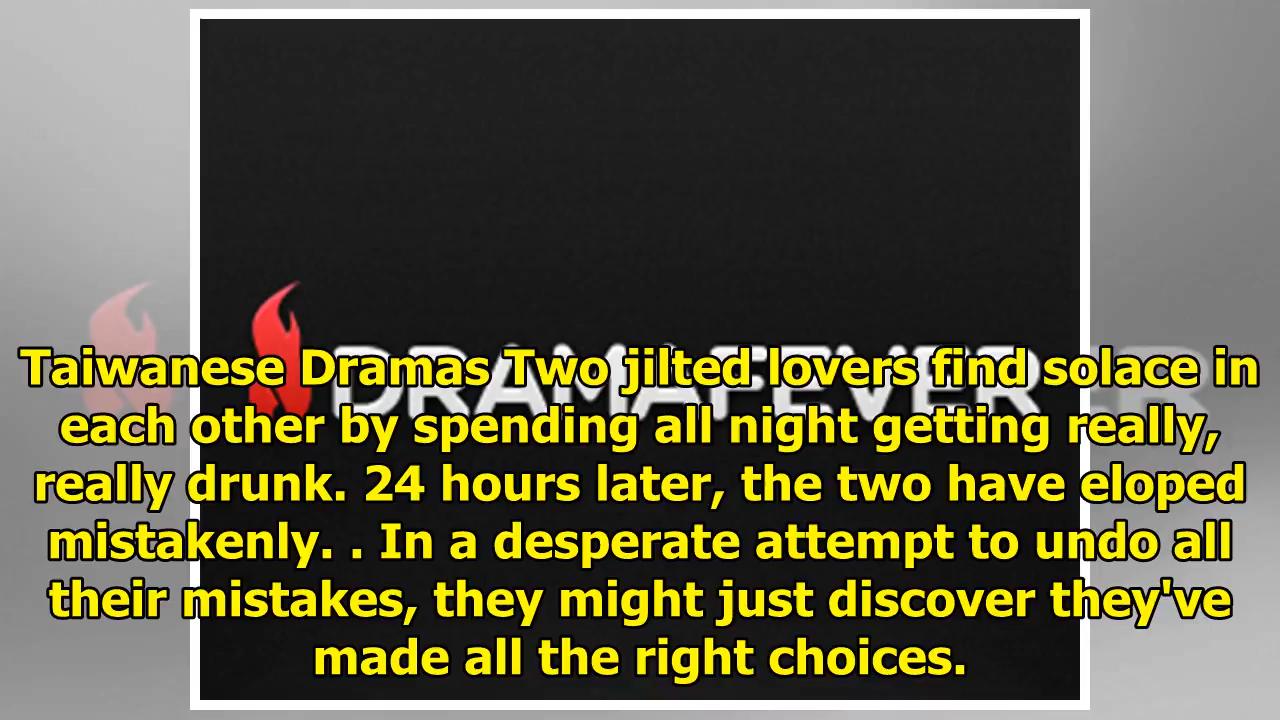 DRAMAFEVER
Taiwanese Dramas Two jilted lovers find solace in
each other by spending all night getting really,
really drunk. 24 hours later, the two have eloped
mistakenly. . In a desperate attempt to undo all
their mistakes, they might just discover they've
made all the right choices.